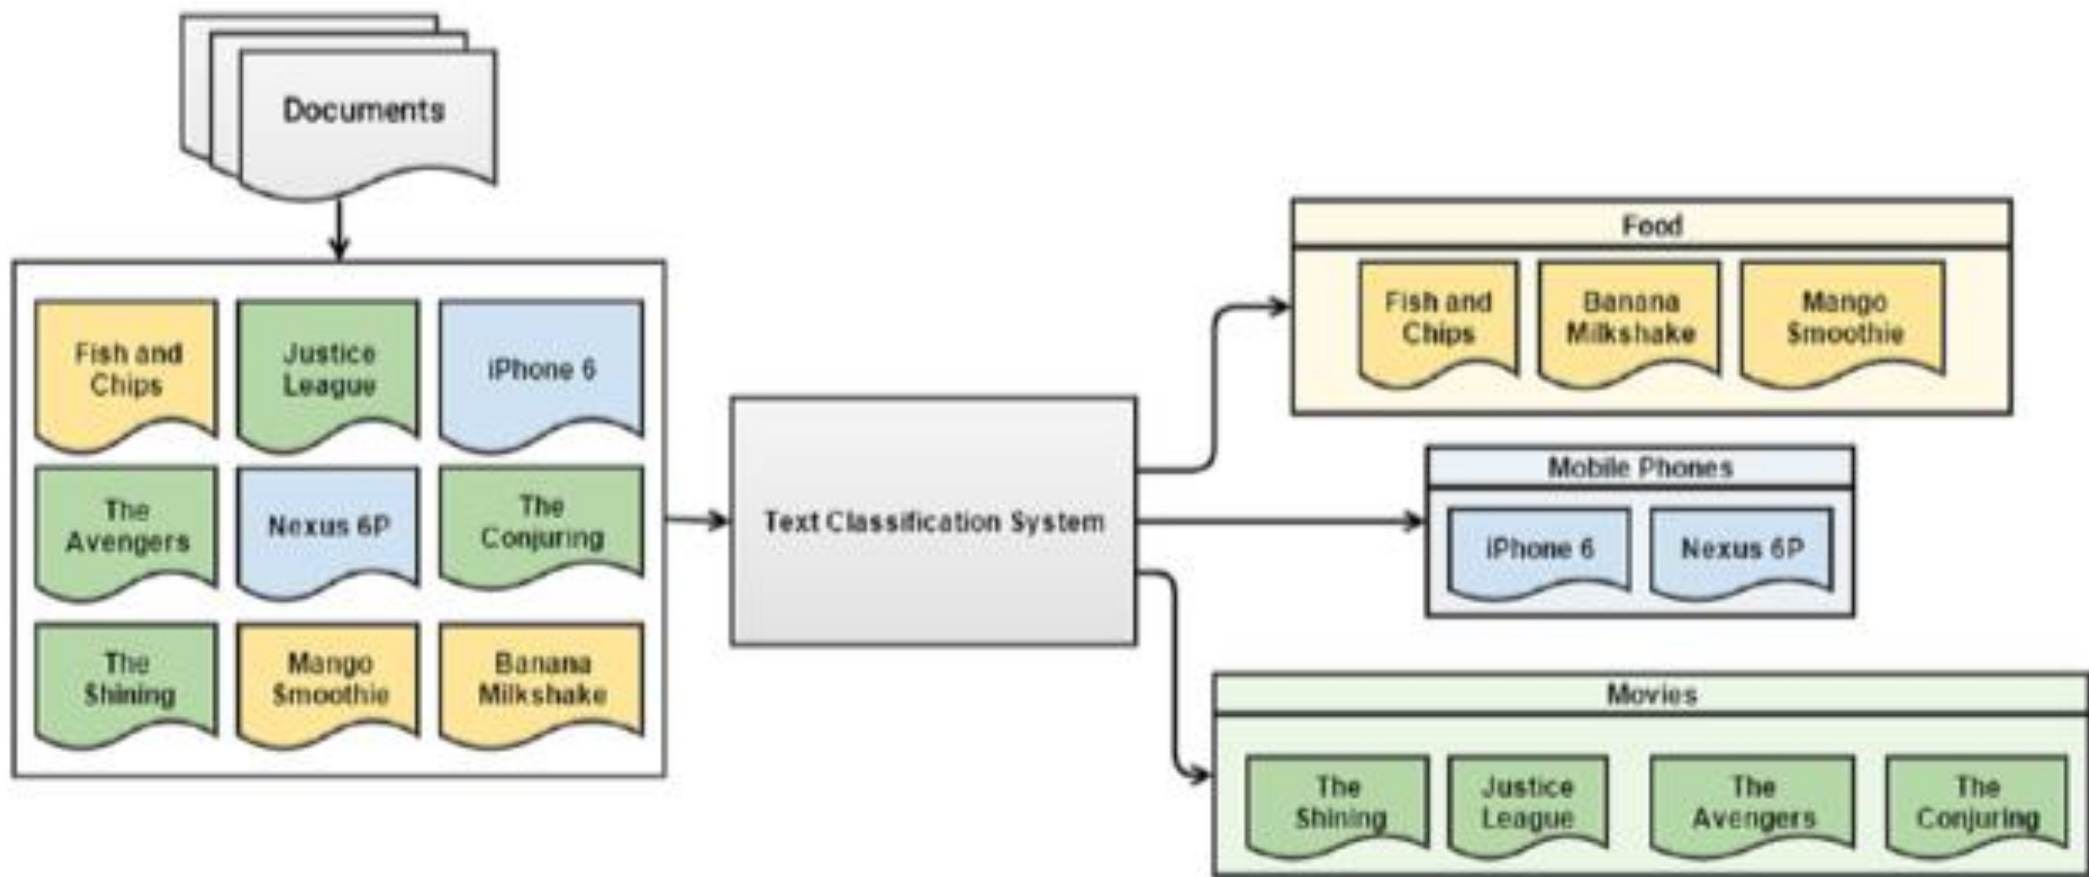 Documents
Fish and
Chips
Justice
League
iPhone 6
The
Avengers
Nexus 6P
The
Conjuring
The
Shining
Mango
Smoothie
Banana
Milkshake
Text Classification System
Food
Fish and
Chips
Banana
Milkshake
Mango
Smoothie
Mobile Phones
iPhone 6
Nexus 6P
Movies
The
Shining
Justice
League
The
Avengers
The
Conjuring